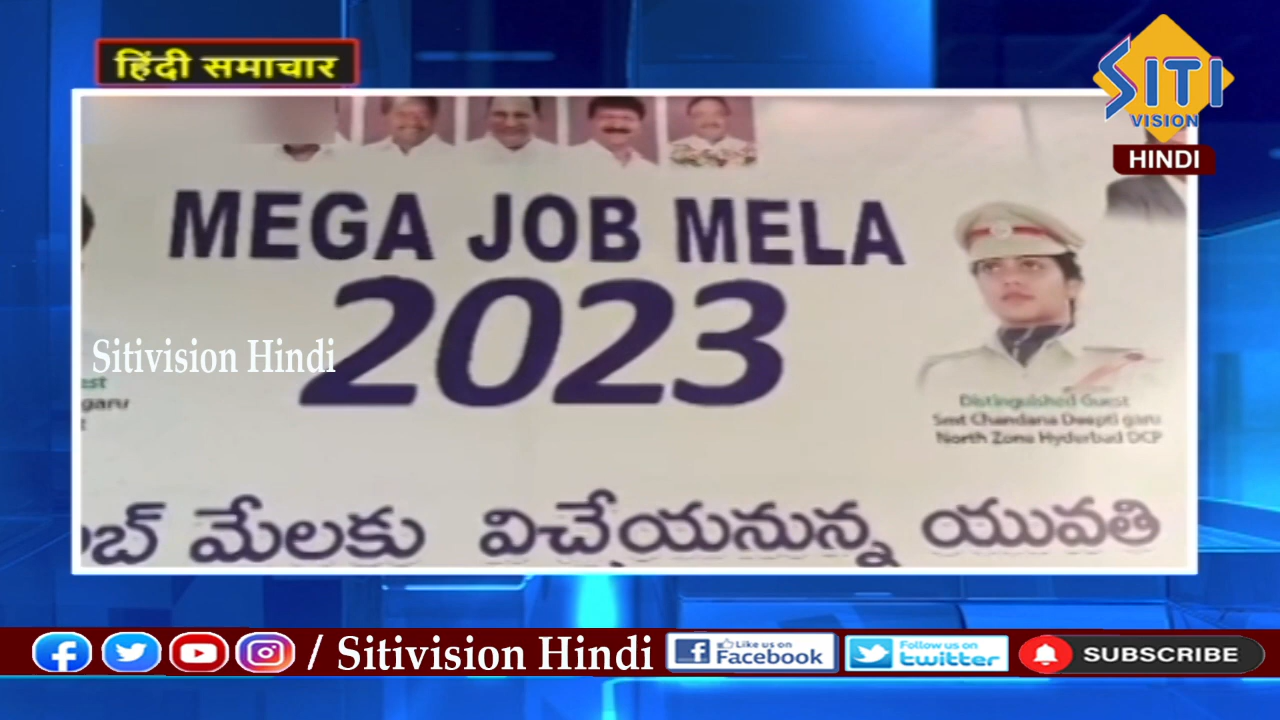 हिंदी समाचार
SITI
VISION
HINDI
MEGA JOB MELA
2023
Sitivision Hindi
garu
Distinguished Guest
Smt Chandana Deepti garu
North Zone Hyderbad DCP
మేలకు విచేయనున్న యువతి
/ Sitivision Hindi
Like us on
Facebook
Follow us on
twitter
SUBSCRIBE